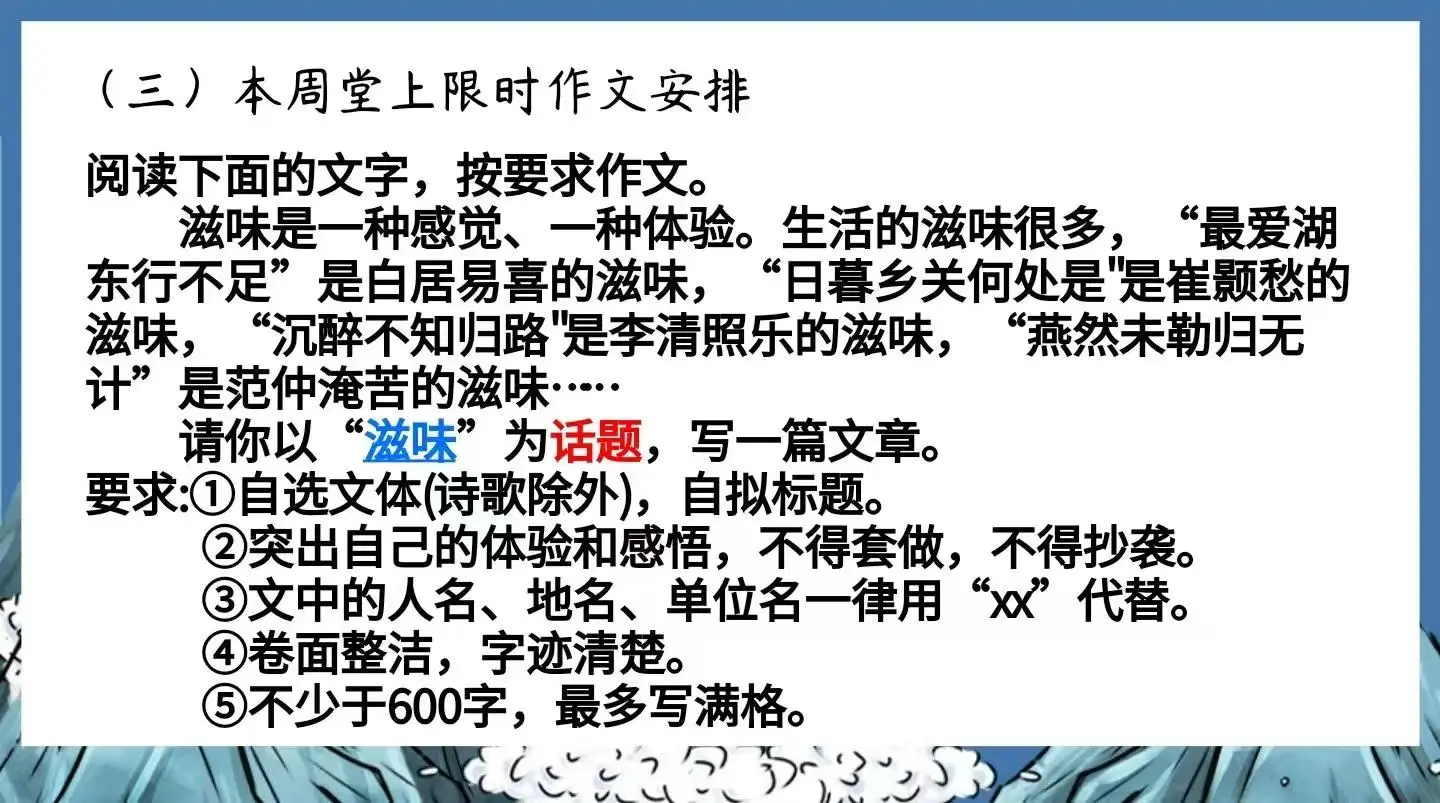 （三）本周堂上限时作文安排
阅读下面的文字，按要求作文。
滋味是一种感觉、一种体验。生活的滋味很多，“最爱湖
东行不足”是白居易喜的滋味，“日暮乡关何处是"是崔颢愁的
滋味，“沉醉不知归路"是李清照乐的滋味，“燕然未勒归无
计”是范仲淹苦的滋味……
请你以“滋味”为话题，写一篇文章。
要求:①自选文体(诗歌除外)，自拟标题。
②突出自己的体验和感悟，不得套做，不得抄袭。
③文中的人名、地名、单位名一律用“xx”代替。
④卷面整洁，字迹清楚。
⑤不少于600字，最多写满格。